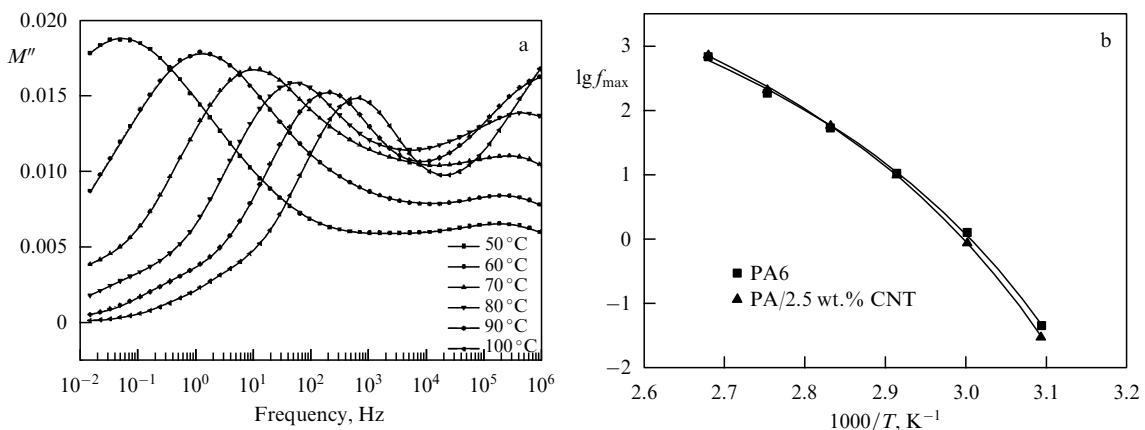 a
M″
0.020
0.015
0.010
0.005
0
50 °C
60 °C
70 °C
80 °C
90 °C
100 °C
10⁻² 10⁻¹ 10⁰ 10¹ 10² 10³ 10⁴ 10⁵ 10⁶
Frequency, Hz
b
lg f_max
3
2
1
0
−1
−2
PA6
PA/2.5 wt.% CNT
2.6 2.7 2.8 2.9 3.0 3.1 3.2
1000/T, K⁻¹